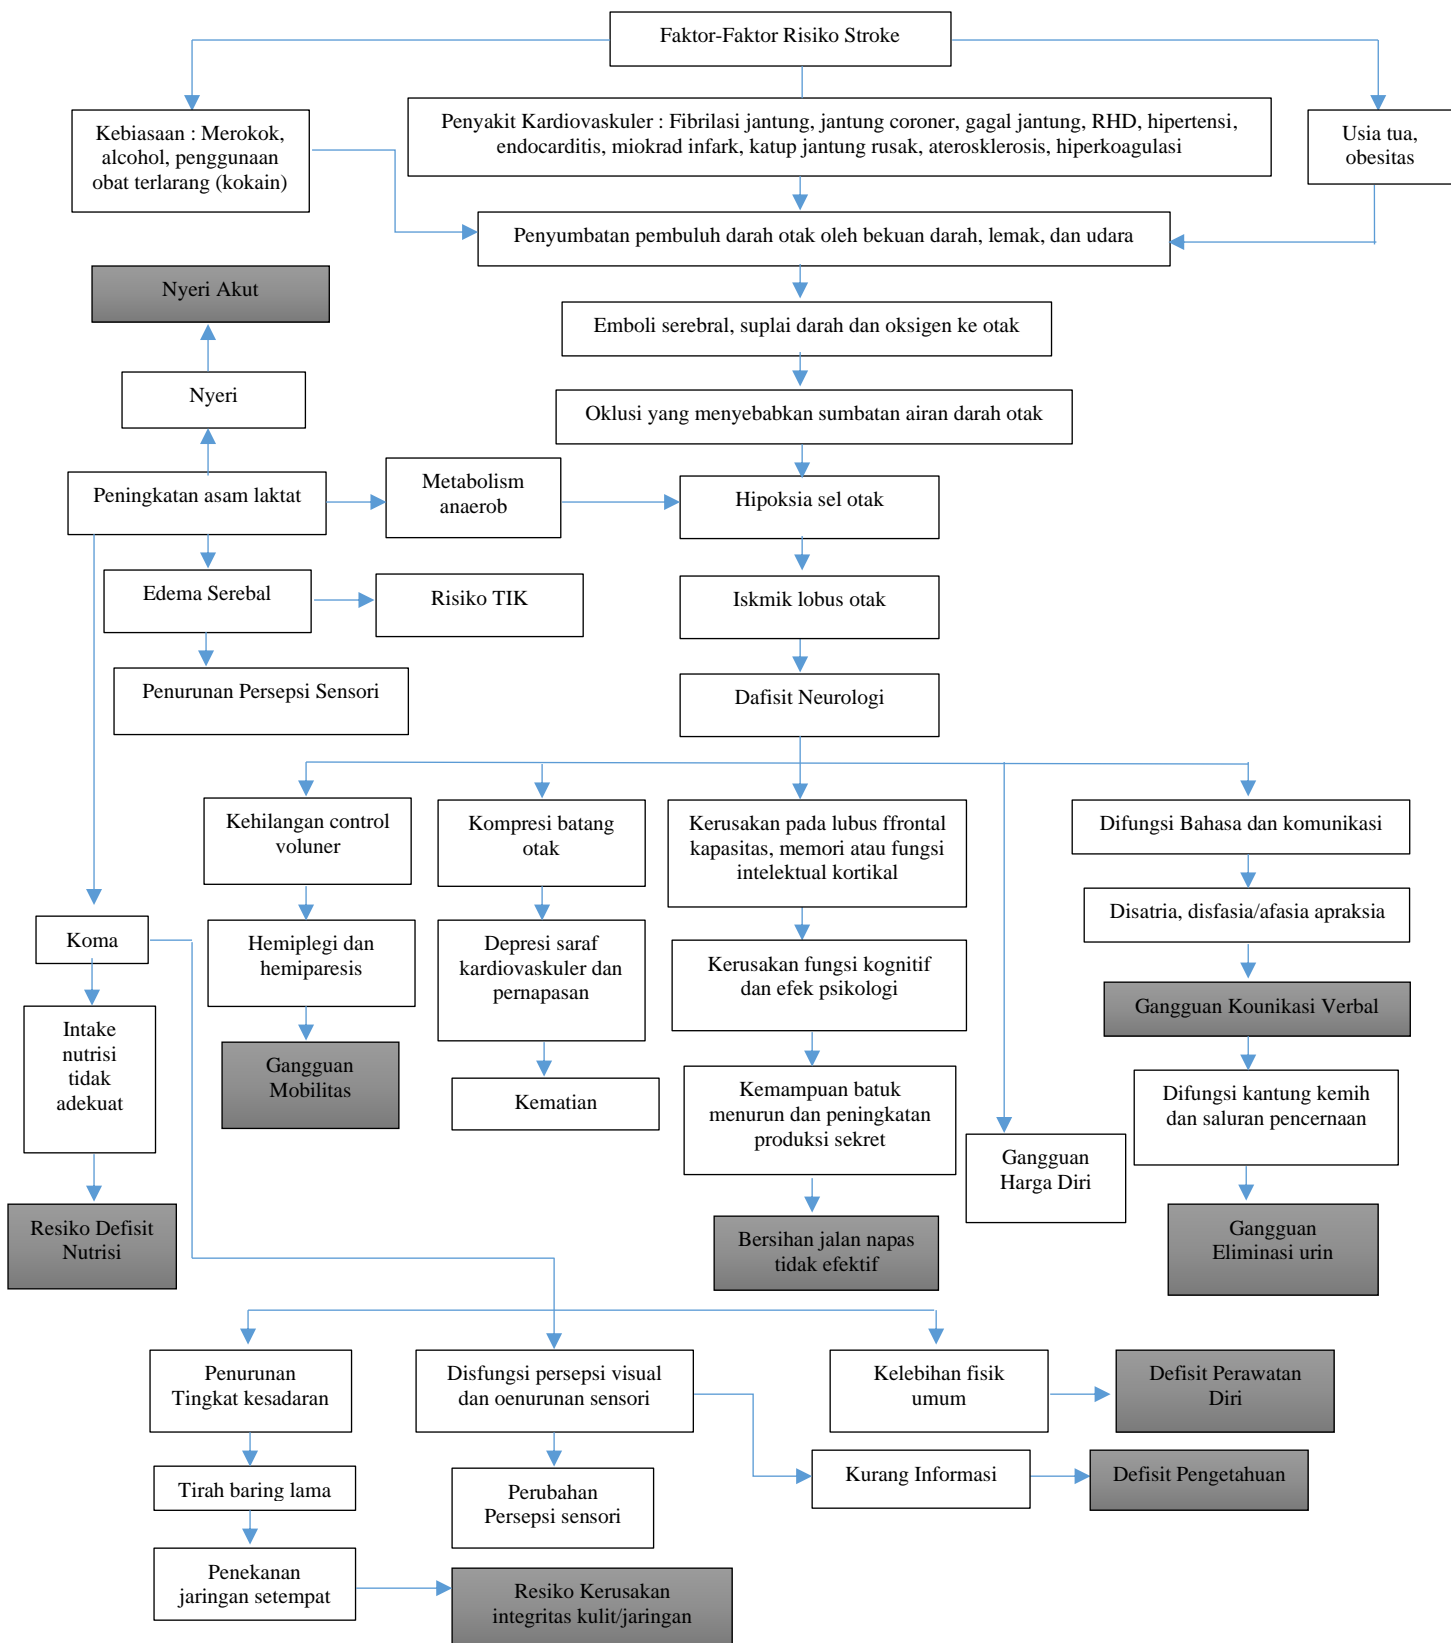 Faktor-Faktor Risiko Stroke
Kebiasaan : Merokok,
alcohol, penggunaan
obat terlarang (kokain)
Penyakit Kardiovaskuler : Fibrilasi jantung, jantung coroner, gagal jantung, RHD, hipertensi,
endocarditis, miokrad infark, katup jantung rusak, aterosklerosis, hiperkoagulasi
Usia tua,
obesitas
Penyumbatan pembuluh darah otak oleh bekuan darah, lemak, dan udara
Nyeri Akut
Emboli serebral, suplai darah dan oksigen ke otak
Nyeri
Oklusi yang menyebabkan sumbatan airan darah otak
Peningkatan asam laktat
Metabolism
anaerob
Hipoksia sel otak
Edema Serebal
Risiko TIK
Iskmik lobus otak
Penurunan Persepsi Sensori
Dafisit Neurologi
Kehilangan control
voluner
Kompresi batang
otak
Kerusakan pada lubus ffrontal
kapasitas, memori atau fungsi
intelektual kortikal
Difungsi Bahasa dan komunikasi
Koma
Hemiplegi dan
hemiparesis
Depresi saraf
kardiovaskuler dan
pernapasan
Kerusakan fungsi kognitif
dan efek psikologi
Disatria, disfasia/afasia apraksia
Intake
nutrisi
tidak
adekuat
Gangguan
Mobilitas
Kematian
Kemampuan batuk
menurun dan peningkatan
produksi sekret
Gangguan Kounikasi Verbal
Difungsi kantung kemih
dan saluran pencernaan
Gangguan
Harga Diri
Resiko Defisit
Nutrisi
Bersihan jalan napas
tidak efektif
Gangguan
Eliminasi urin
Penurunan
Tingkat kesadaran
Disfungsi persepsi visual
dan oenurunan sensori
Kelebihan fisik
umum
Defisit Perawatan
Diri
Tirah baring lama
Perubahan
Persepsi sensori
Kurang Informasi
Defisit Pengetahuan
Penekanan
jaringan setempat
Resiko Kerusakan
integritas kulit/jaringan